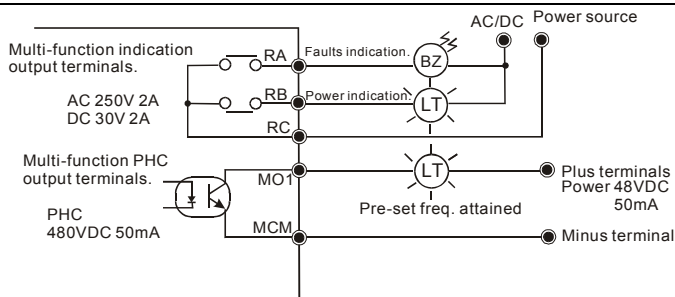 AC/DC
Power source
Multi-function indication
output terminals.
RA
Faults indication.
BZ
RB
Power indication.
LT
AC 250V 2A
DC 30V 2A
RC
Multi-function PHC
output terminals.
MO1
LT
Plus terminals
Power 48VDC
50mA
Pre-set freq. attained
PHC
480VDC 50mA
MCM
Minus terminal